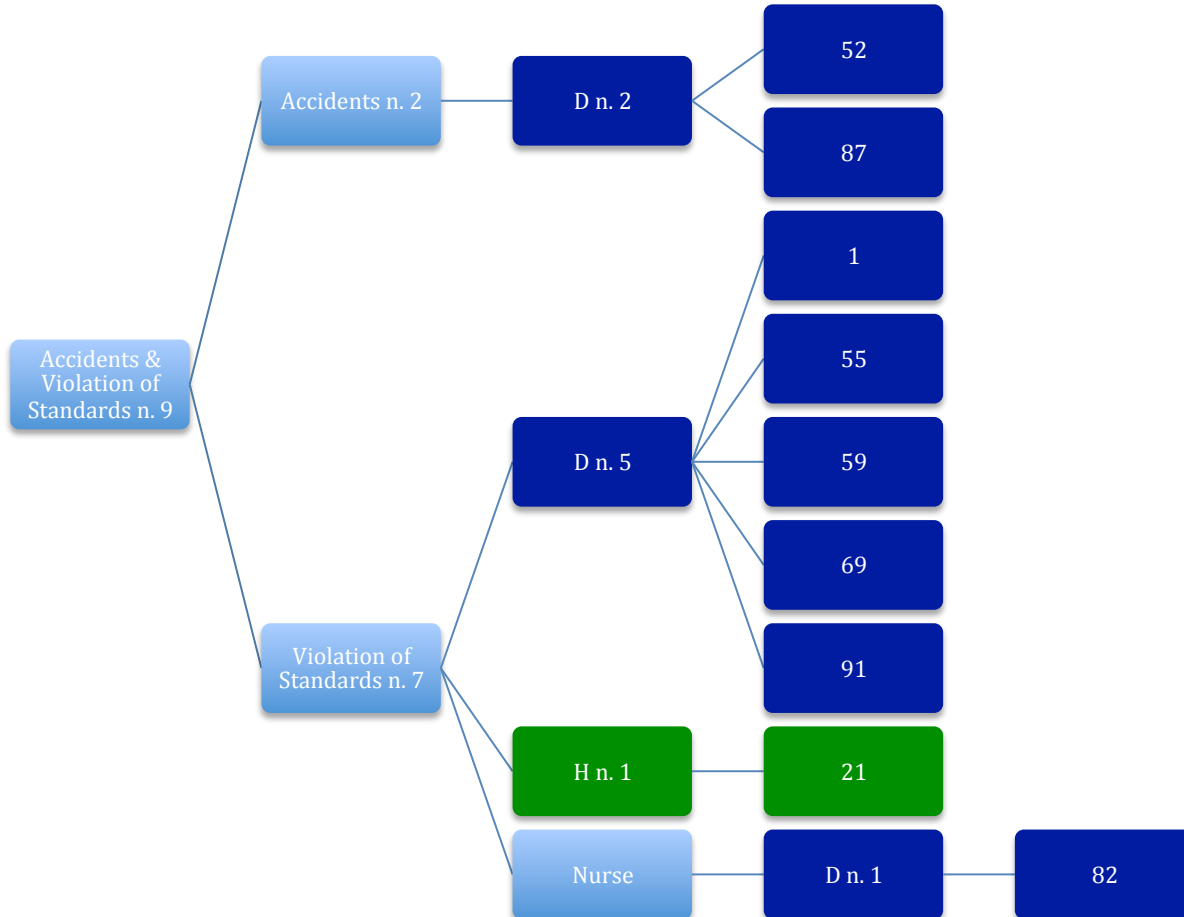 52
Accidents n. 2
D n. 2
87
1
55
Accidents &
Violation of
Standards n. 9
D n. 5
59
69
Violation of
Standards n. 7
91
H n. 1
21
Nurse
D n. 1
82